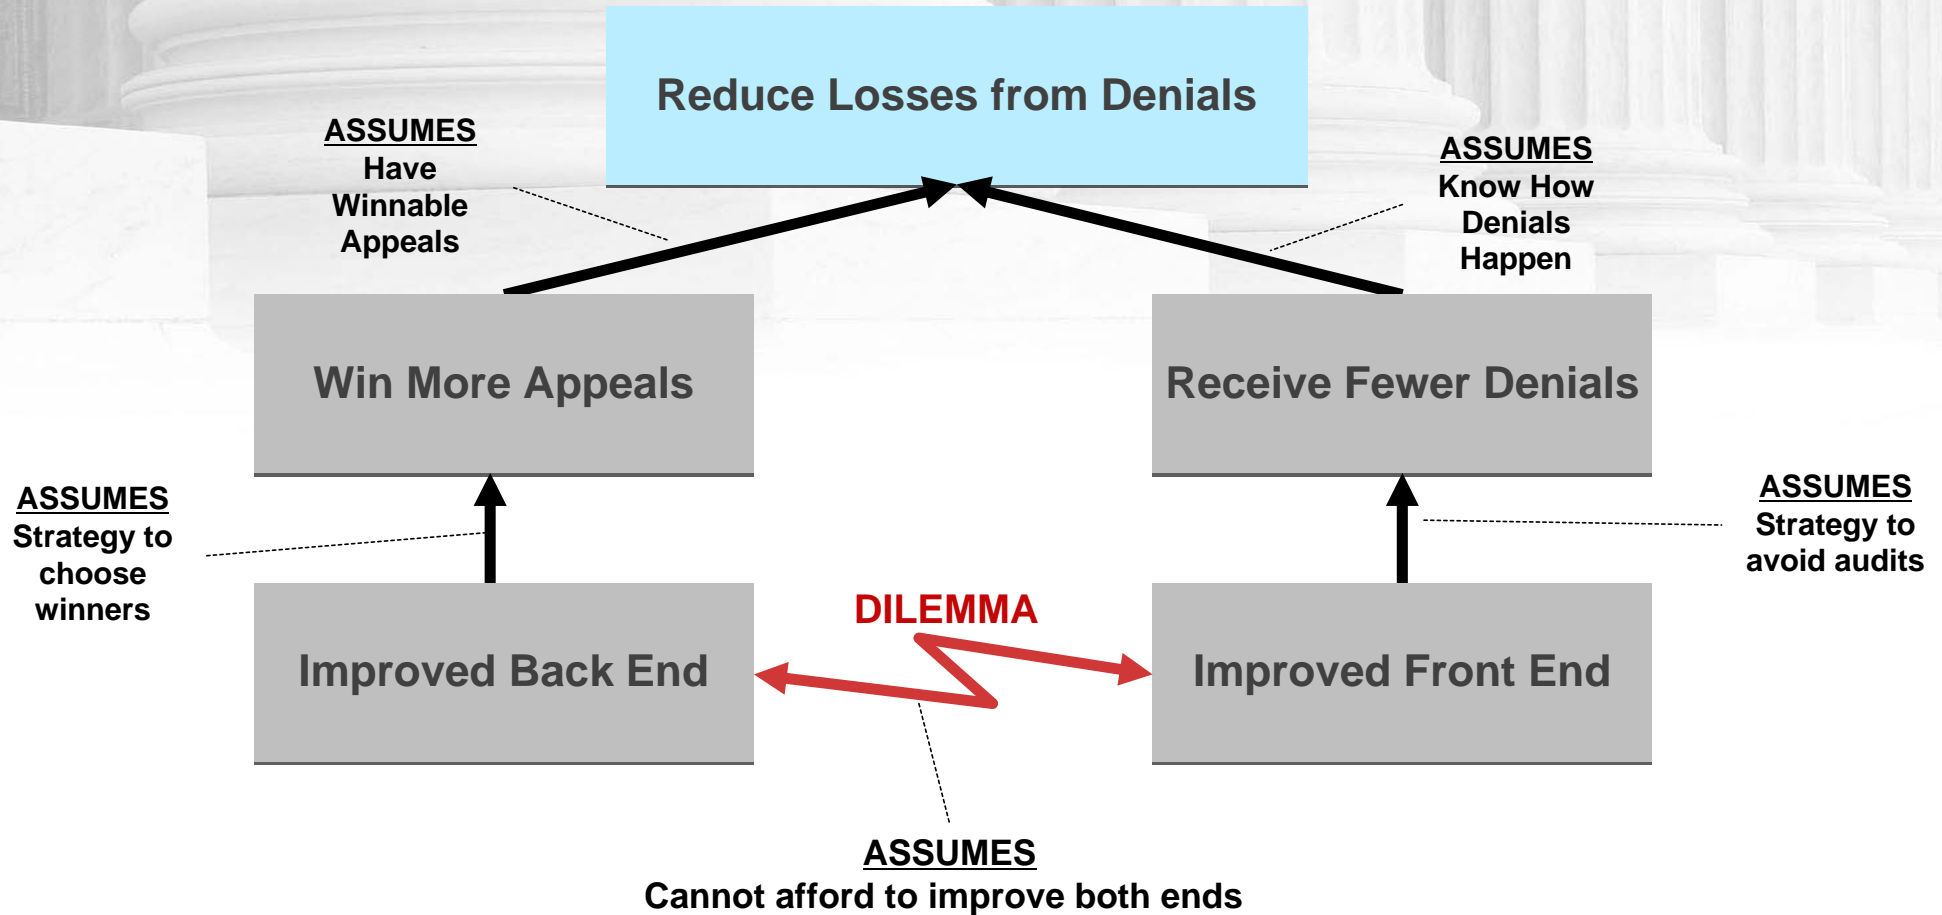 Reduce Losses from Denials
ASSUMES
Have
Winnable
Appeals
ASSUMES
Know How
Denials
Happen
Win More Appeals
Receive Fewer Denials
ASSUMES
Strategy to
choose
winners
ASSUMES
Strategy to
avoid audits
DILEMMA
Improved Back End
Improved Front End
ASSUMES
Cannot afford to improve both ends